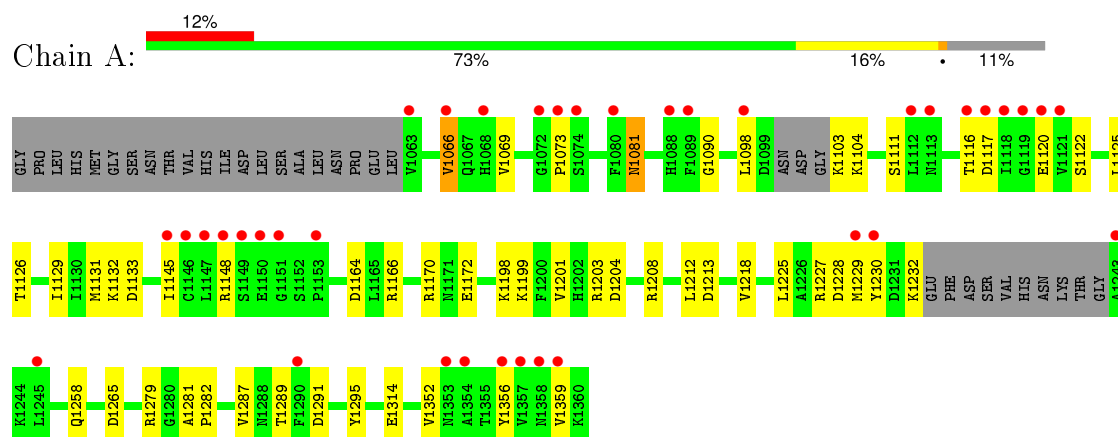 12%
Chain A:
73% 16% • 11%
GLY PRO LEU HIS MET GLY SER ASN THR VAL HIS ILE ASP LEU SER ALA LEU ASN PRO GLU LEU V1063 V1066 Q1067 H1068 V1069 G1072 P1073 S1074 F1080 N1081 H1088 F1089 G1090 L1098 D1099 ASN ASP GLY K1103 K1104 S1111 L1112 N1113 T1116 D1117 I1118 G1119 E1120 V1121 S1122 L1125
T1126 I1129 I1130 M1131 K1132 D1133 I1145 C1146 L1147 R1148 S1149 E1150 G1151 S1152 P1153 D1164 L1165 R1166 R1170 N1171 E1172 K1198 K1199 F1200 V1201 H1202 R1203 D1204 R1208 L1212 D1213 V1218 L1225 A1226 R1227 D1228 M1229 Y1230 D1231 K1232 GLU PHE ASP SER VAL HIS ASN LYS THR GLY A1243
K1244 L1245 Q1258 D1265 R1279 G1280 A1281 P1282 V1287 N1288 T1289 F1290 D1291 Y1295 E1314 V1352 N1353 A1354 T1355 Y1356 V1357 N1358 V1359 K1360